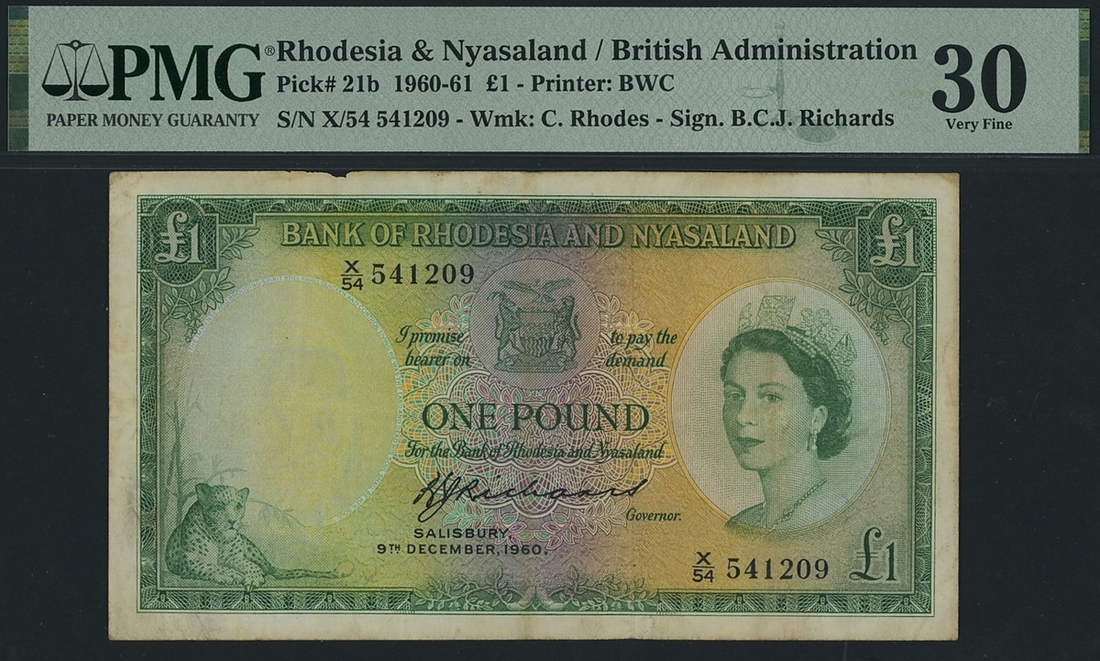 PMG® Rhodesia & Nyasaland / British Administration 30
Pick# 21b 1960-61 £1 - Printer: BWC
PAPER MONEY GUARANTY S/N X/54 541209 - Wmk: C. Rhodes - Sign. B.C.J. Richards Very Fine
£1 £1
BANK OF RHODESIA AND NYASALAND
X/54 541209
I promise to pay the
bearer on demand
ONE POUND
For the Bank of Rhodesia and Nyasaland
Governor.
SALISBURY
9TH DECEMBER, 1960.
X/54 541209 £1